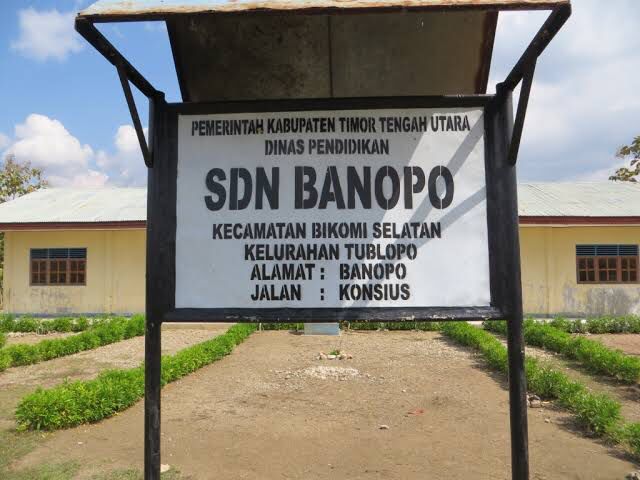 PEMERINTAH KABUPATEN TIMOR TENGAH UTARA
DINAS PENDIDIKAN
SDN BANOPO
KECAMATAN BIKOMI SELATAN
KELURAHAN TUBLOPO
ALAMAT : BANOPO
JALAN : KONSIUS